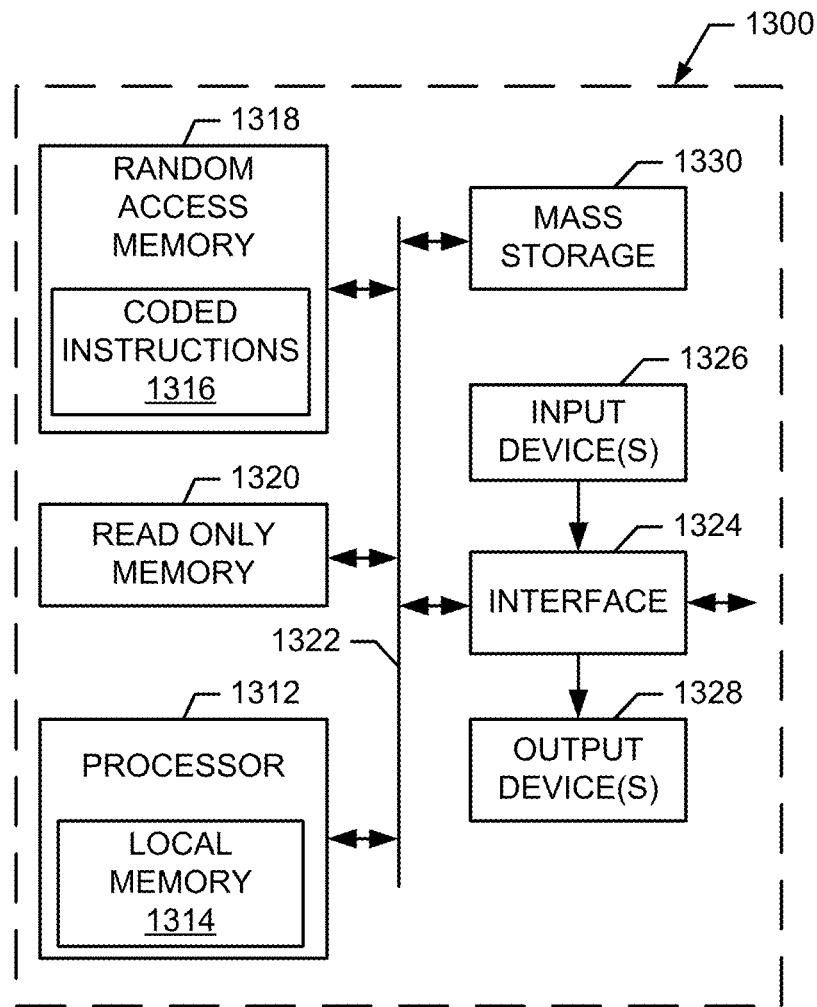 1300
1318
RANDOM
ACCESS
MEMORY
CODED
INSTRUCTIONS
1316
1330
MASS
STORAGE
1326
INPUT
DEVICE(S)
1320
READ ONLY
MEMORY
1324
INTERFACE
1322
1312
PROCESSOR
LOCAL
MEMORY
1314
1328
OUTPUT
DEVICE(S)